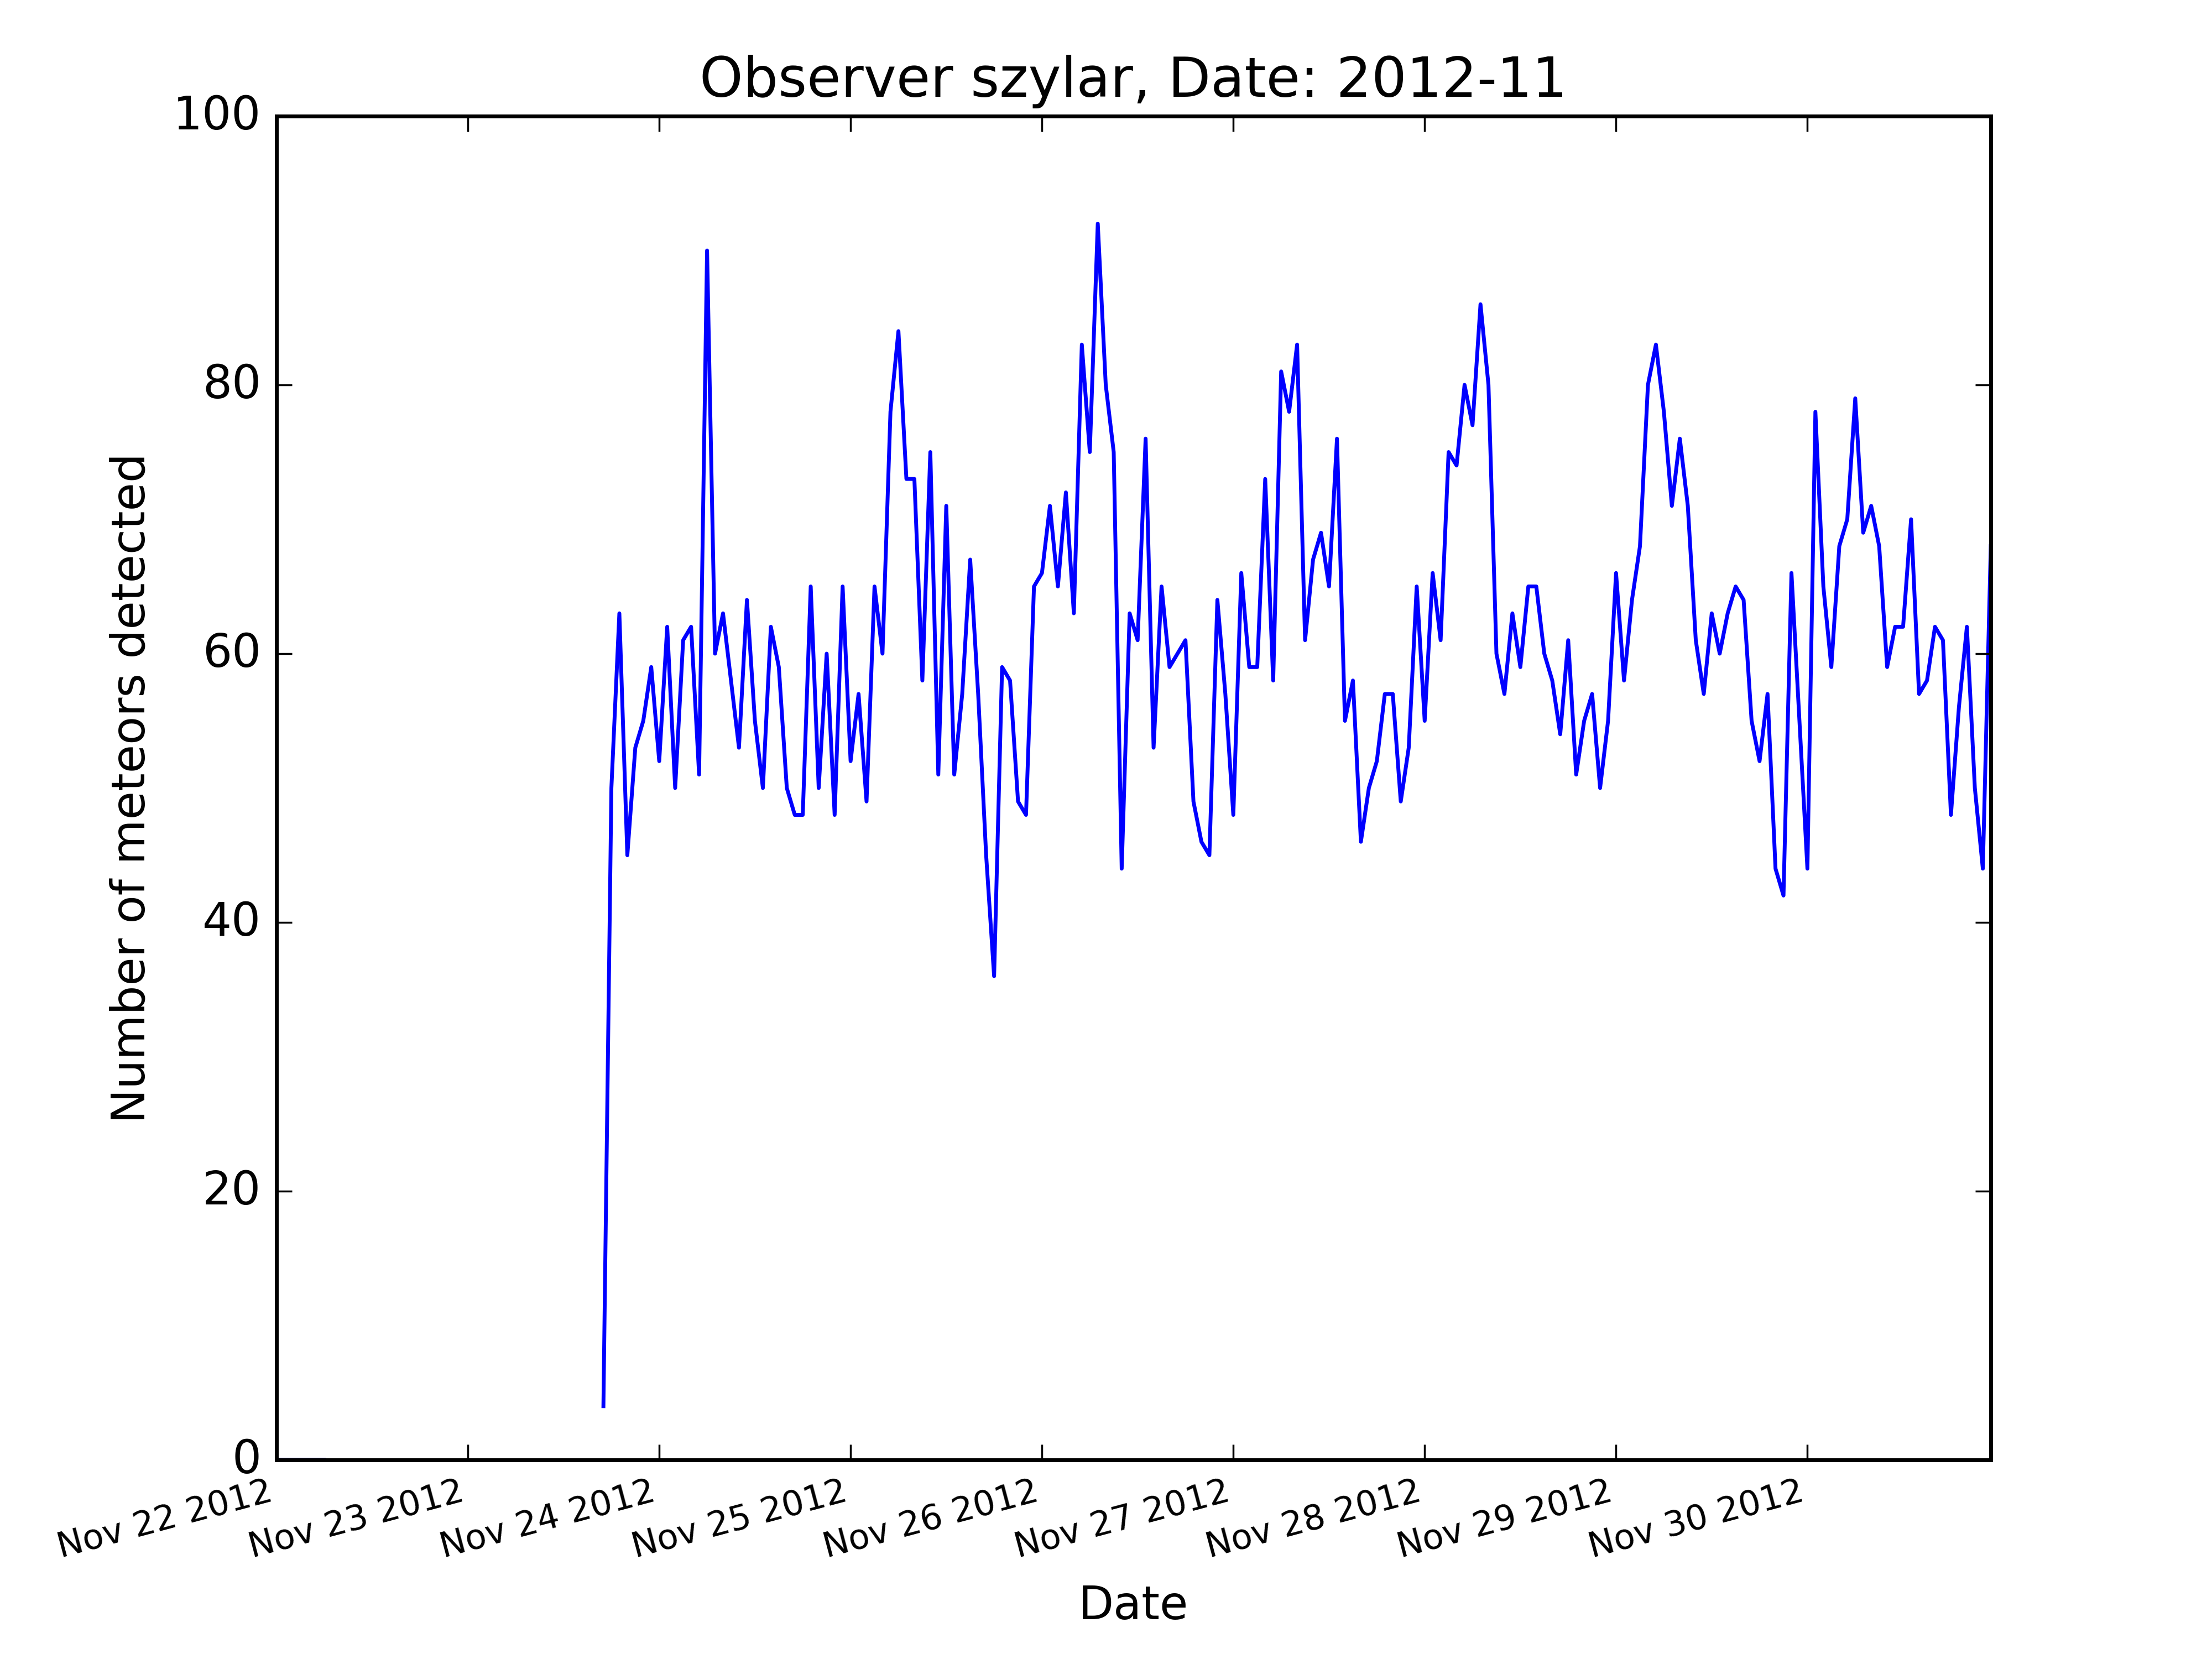 Observer szylar, Date: 2012-11
100
80
60
40
20
0
Number of meteors detected
Nov 22 2012
Nov 23 2012
Nov 24 2012
Nov 25 2012
Nov 26 2012
Nov 27 2012
Nov 28 2012
Nov 29 2012
Nov 30 2012
Date